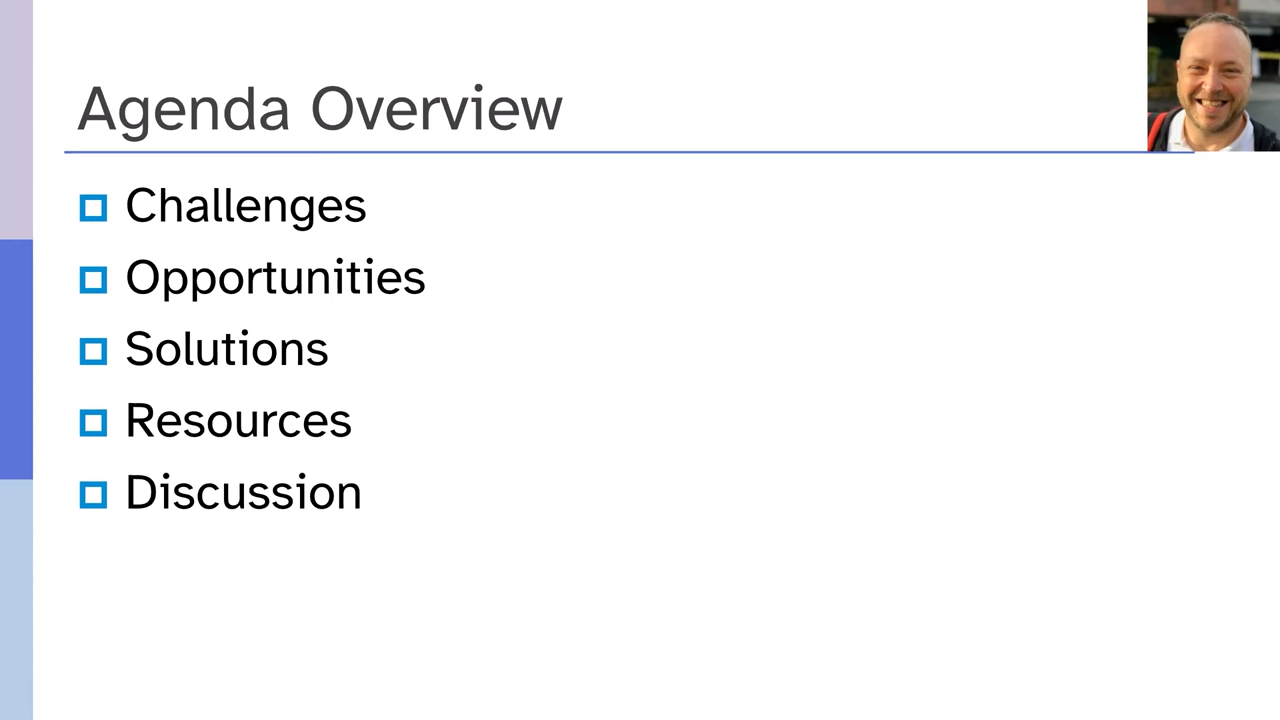 Agenda Overview
Challenges
Opportunities
Solutions
Resources
Discussion